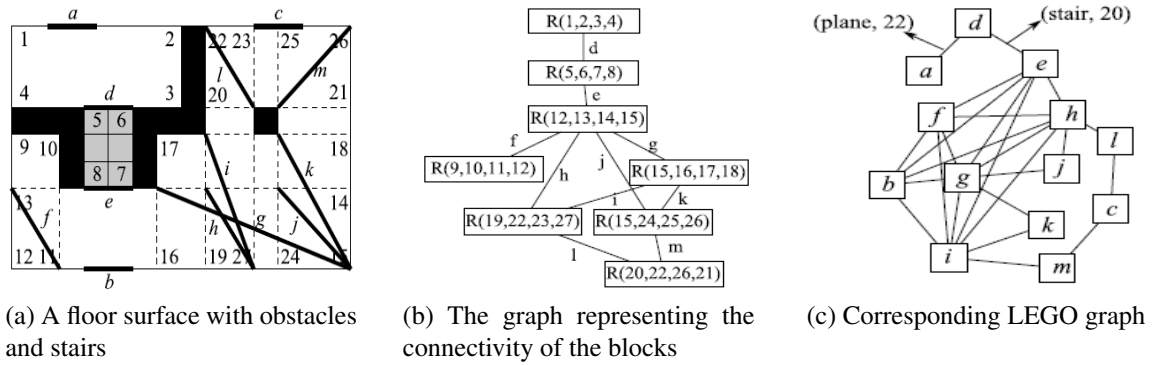 a c
1 2 22 23 25 26
l m
4 d 3 20 21
5 6
9 10 17 18
8 7 i k
13 e 14
f h g j
12 11 16 19 27 24 15
b
R(1,2,3,4)
d
R(5,6,7,8)
e
R(12,13,14,15)
f g
h j
R(9,10,11,12) R(15,16,17,18)
i k
R(19,22,23,27) R(15,24,25,26)
l m
R(20,22,26,21)
(plane, 22) d (stair, 20)
a e
f h
l
b g j
k c
i m
(a) A floor surface with obstacles
and stairs
(b) The graph representing the
connectivity of the blocks
(c) Corresponding LEGO graph